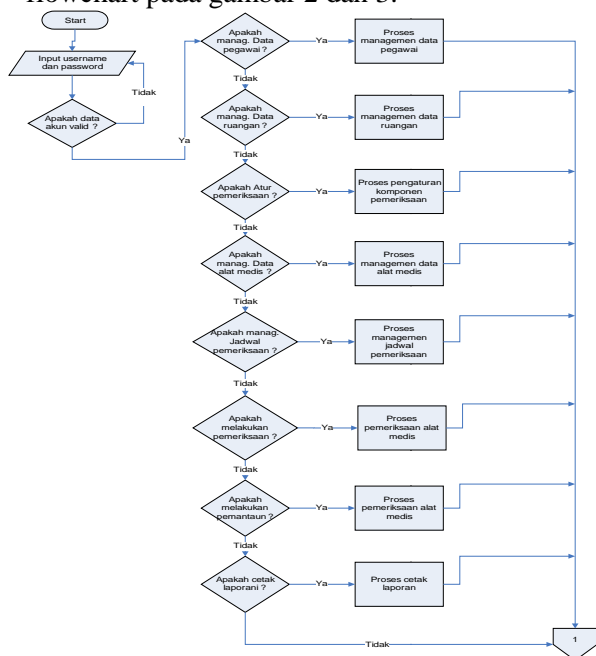 flowchart pada gambar 2 dan 3.
Start
Input username
dan password
Tidak
Apakah data
akun valid ?
Ya
Apakah
manag. Data
pegawai ?
Ya
Proses
managemen data
pegawai
Tidak
Apakah
manag. Data
ruangan ?
Ya
Proses
managemen data
ruangan
Tidak
Apakah Atur
pemeriksaan ?
Ya
Proses pengaturan
komponen
pemeriksaan
Tidak
Apakah
manag. Data
alat medis ?
Ya
Proses
managemen data
alat medis
Tidak
Apakah manag.
Jadwal
pemeriksaan ?
Ya
Proses
managemen
jadwal
pemeriksaan
Tidak
Apakah
melakukan
pemeriksaan ?
Ya
Proses
pemeriksaan alat
medis
Tidak
Apakah
melakukan
pemantaun ?
Ya
Proses
pemeriksaan alat
medis
Tidak
Apakah cetak
laporani ?
Ya
Proses cetak
laporan
Tidak
1